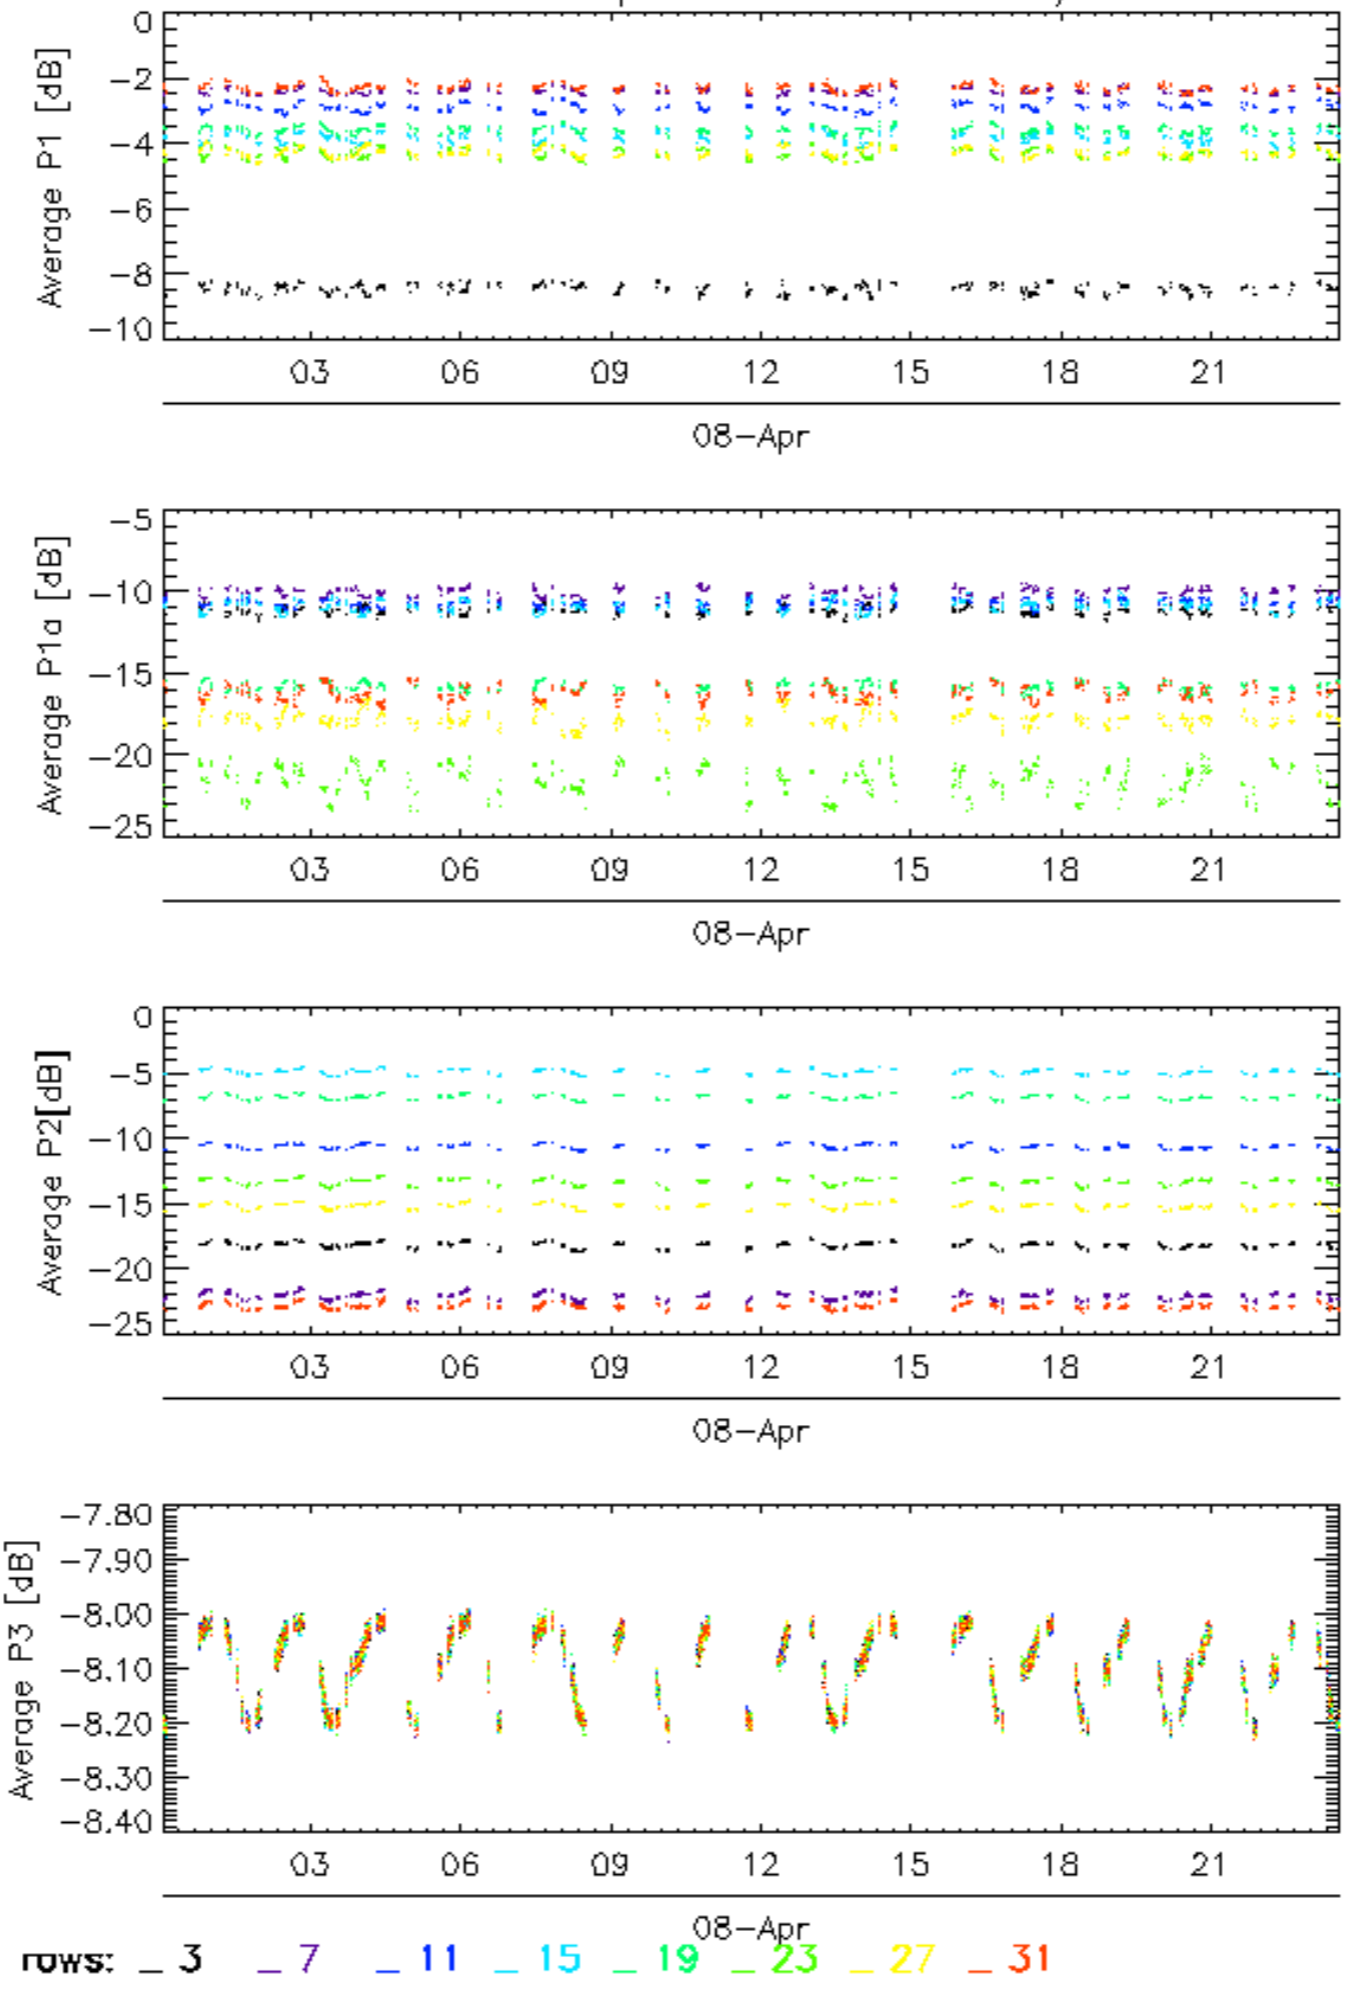 Average P1 [dB]
0
−2
−4
−6
−8
−10
03 06 09 12 15 18 21
08−Apr
Average P1a [dB]
−5
−10
−15
−20
−25
03 06 09 12 15 18 21
08−Apr
Average P2[dB]
0
−5
−10
−15
−20
−25
03 06 09 12 15 18 21
08−Apr
Average P3 [dB]
−7.80
−7.90
−8.00
−8.10
−8.20
−8.30
−8.40
03 06 09 12 15 18 21
08−Apr
rows: _ 3 _ 7 _ 11 _ 15 _ 19 _ 23 _ 27 _ 31